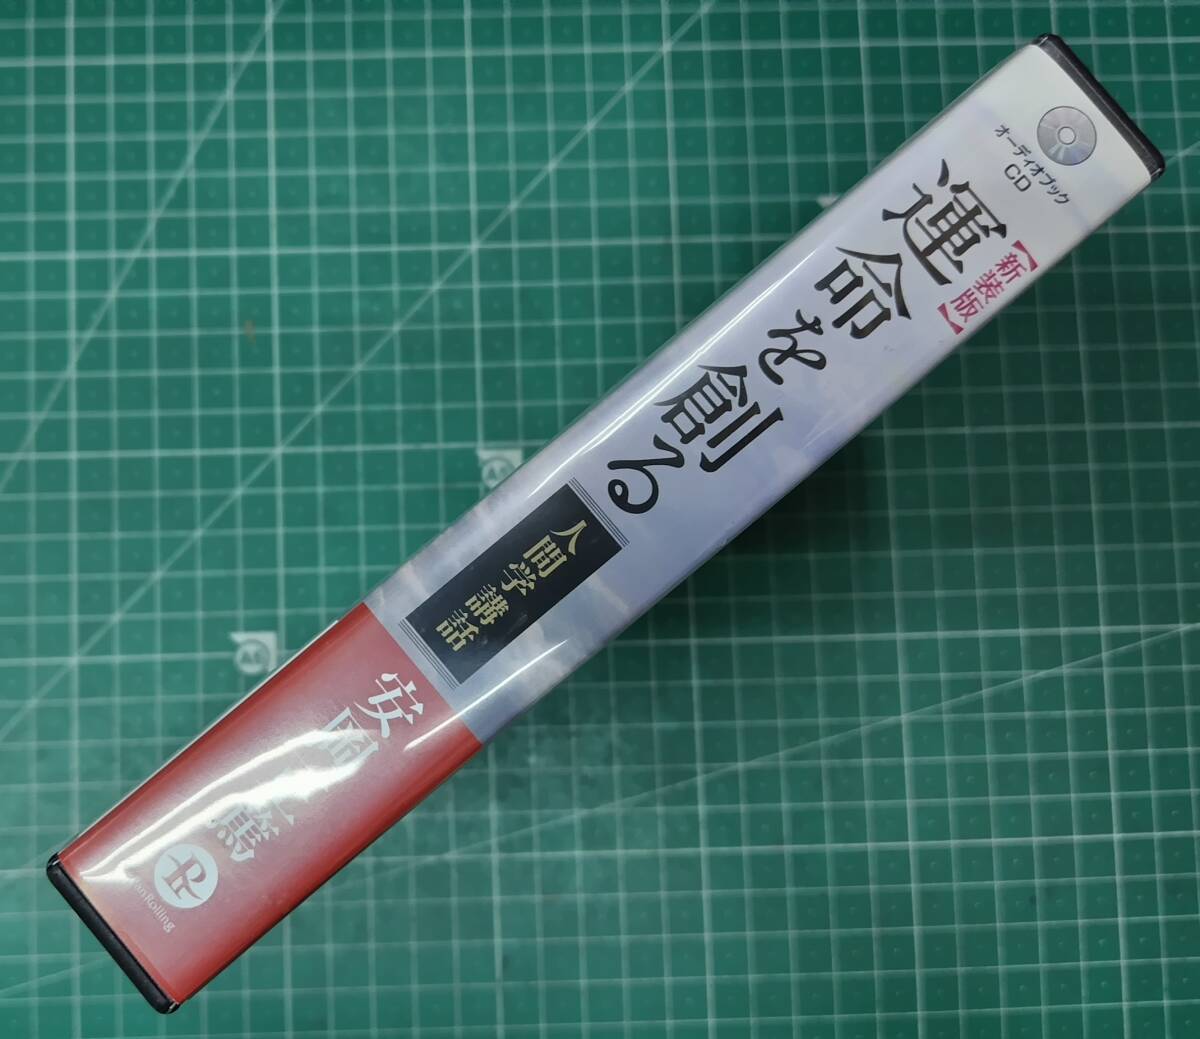 オーディオブック
CD
【新装版】
運命を創る
人間学講話
安岡正篤
PanRolling